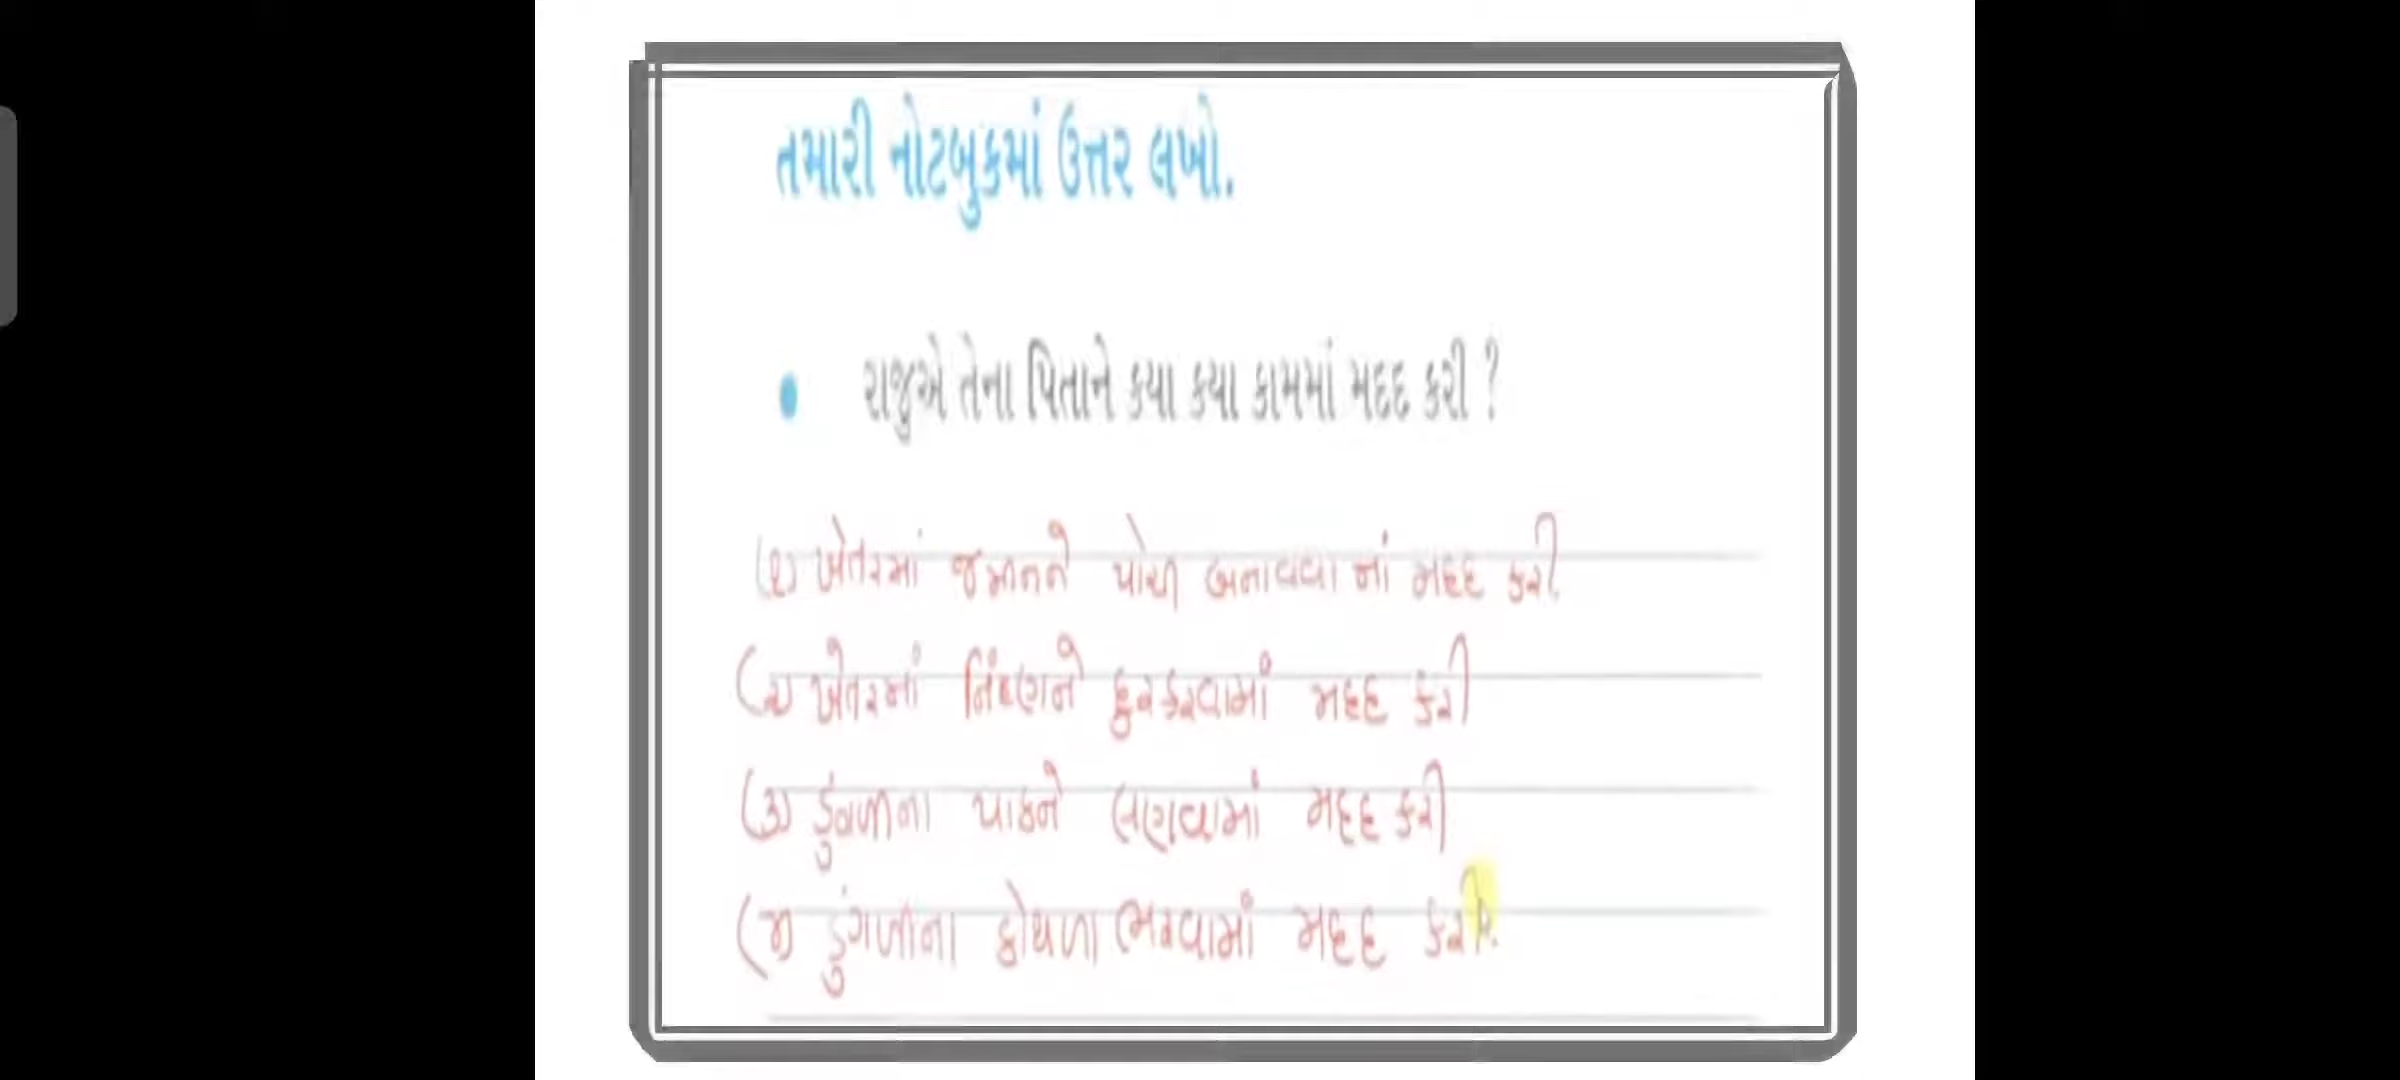 તમારી નોટબુકમાં ઉત્તર લખો.
• રાજુએ તેના પિતાને કયા કયા કામમાં મદદ કરી ?
(૧) ખેતરમાં જમીનને પોચી બનાવવામાં મદદ કરી
(૨) ખેતરમાં નિંદણને દુર કરવામાં મદદ કરી
(૩) ડુંગળીના પાકને લણવામાં મદદ કરી
(૪) ડુંગળીના કોથળા ભરવામાં મદદ કરી.